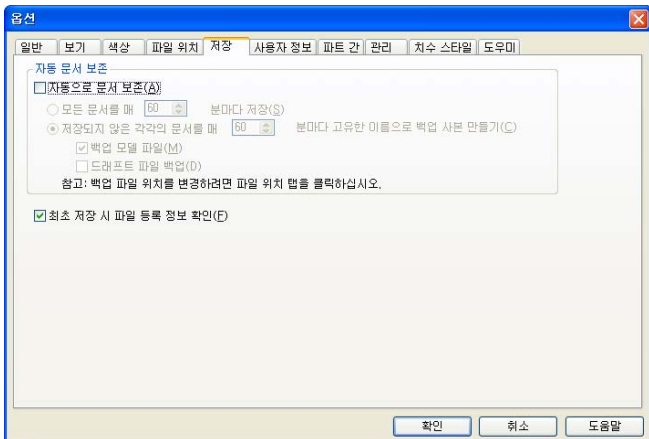 옵션
일반 보기 색상 파일 위치 저장 사용자 정보 파트 간 관리 치수 스타일 도우미
자동 문서 보존
자동으로 문서 보존(A)
모든 문서를 매 60 분마다 저장(S)
저장되지 않은 각각의 문서를 매 60 분마다 고유한 이름으로 백업 사본 만들기(C)
백업 모델 파일(M)
드래프트 파일 백업(D)
참고: 백업 파일 위치를 변경하려면 파일 위치 탭을 클릭하십시오.
최초 저장 시 파일 등록 정보 확인(F)
확인 취소 도움말